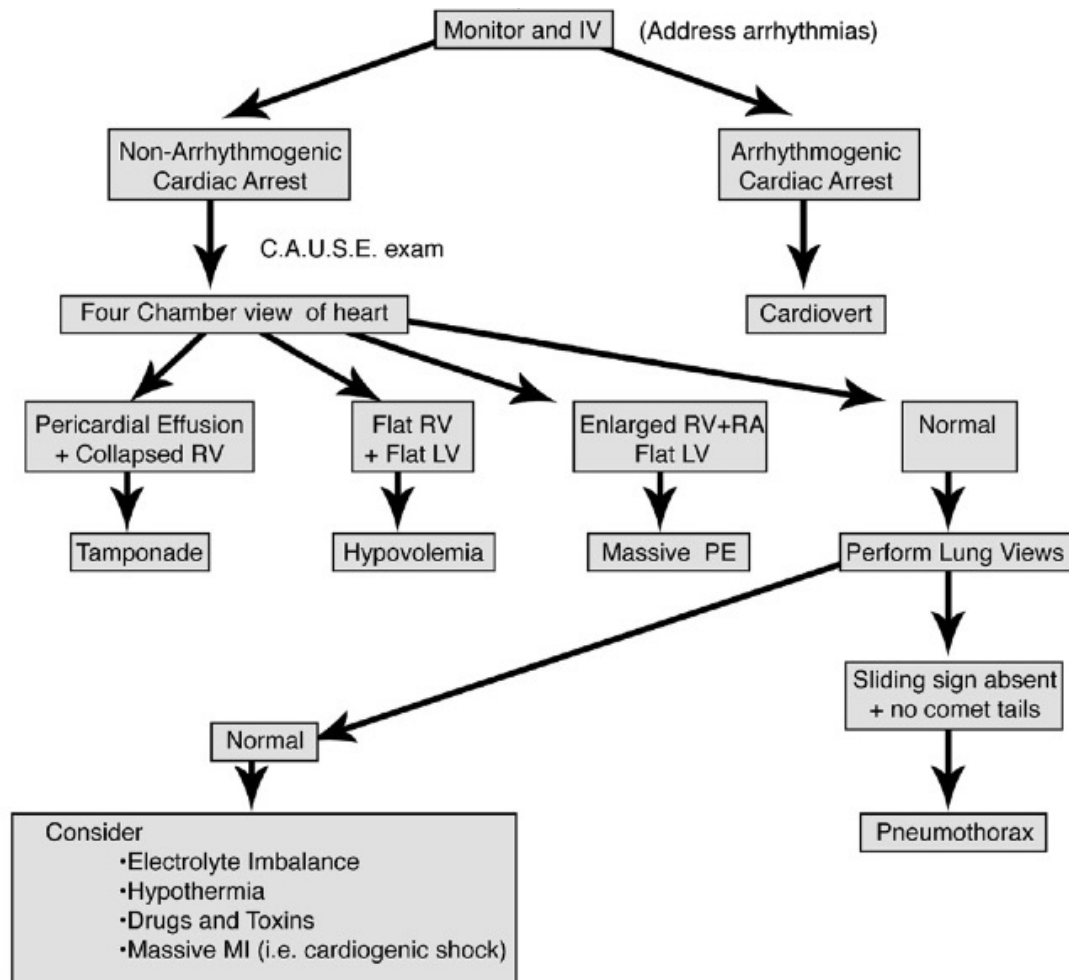 Monitor and IV (Address arrhythmias)
Non-Arrhythmogenic
Cardiac Arrest
Arrhythmogenic
Cardiac Arrest
C.A.U.S.E. exam
Four Chamber view of heart
Cardiovert
Pericardial Effusion
+ Collapsed RV
Flat RV
+ Flat LV
Enlarged RV+RA
Flat LV
Normal
Tamponade
Hypovolemia
Massive PE
Perform Lung Views
Sliding sign absent
+ no comet tails
Normal
Pneumothorax
Consider
•Electrolyte Imbalance
•Hypothermia
•Drugs and Toxins
•Massive MI (i.e. cardiogenic shock)